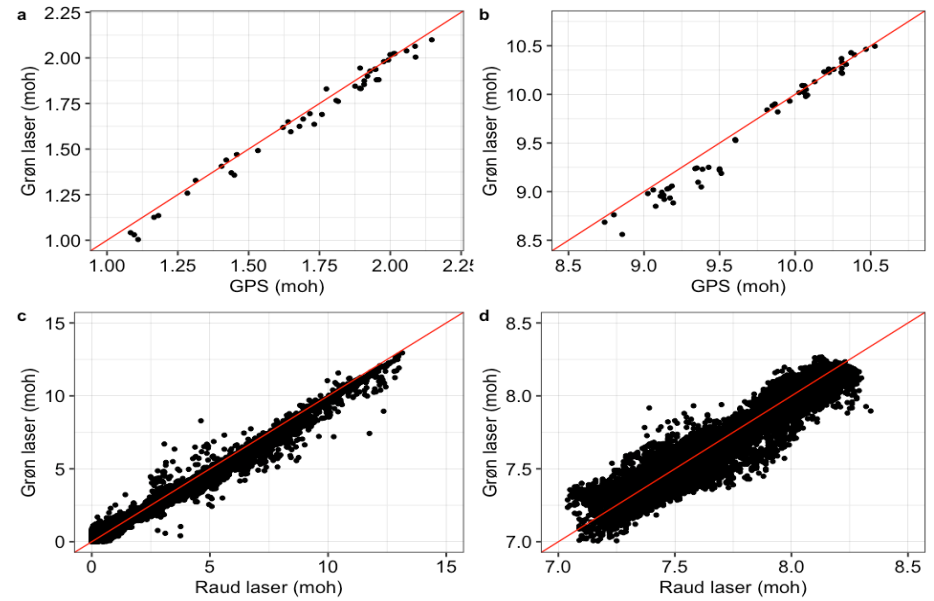 a
2.25
2.00
1.75
1.50
1.25
1.00
Grøn laser (moh)
1.00 1.25 1.50 1.75 2.00 2.25
GPS (moh)
b
10.5
10.0
9.5
9.0
8.5
Grøn laser (moh)
8.5 9.0 9.5 10.0 10.5
GPS (moh)
c
15
10
5
0
Grøn laser (moh)
0 5 10 15
Raud laser (moh)
d
8.5
8.0
7.5
7.0
Grøn laser (moh)
7.0 7.5 8.0 8.5
Raud laser (moh)